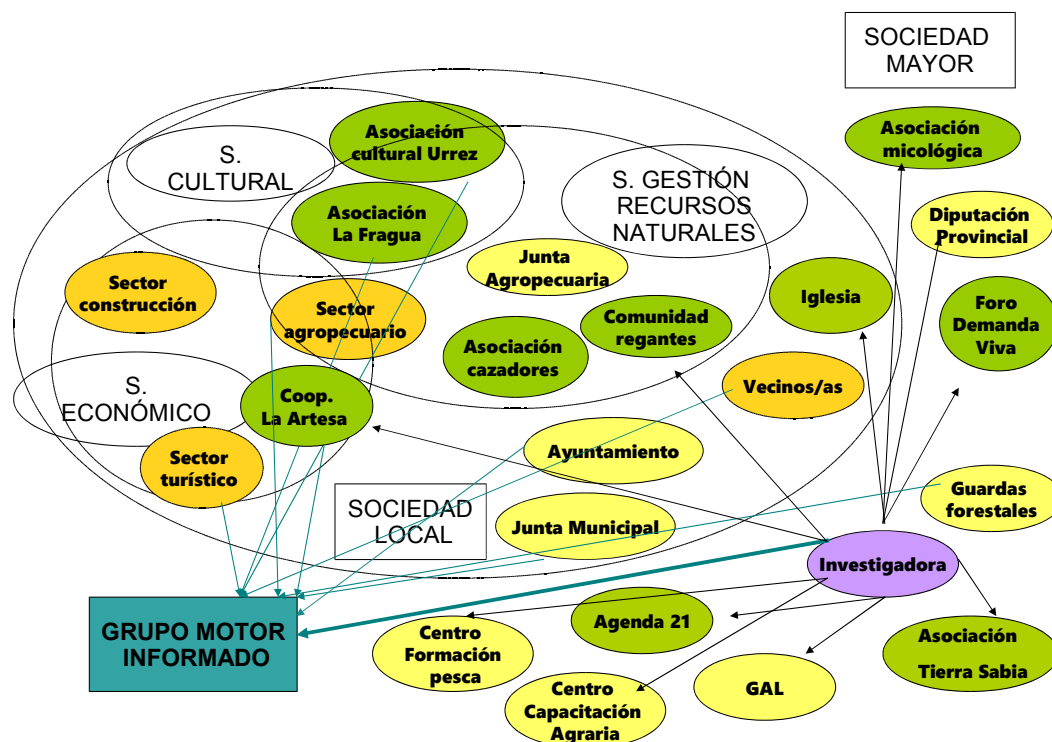 SOCIEDAD
MAYOR
Asociación
micológica
Asociación
cultural Urrez
S.
CULTURAL
S. GESTIÓN
RECURSOS
NATURALES
Asociación
La Fragua
Diputación
Provincial
Junta
Agropecuaria
Sector
construcción
Sector
agropecuario
Iglesia
Foro
Demanda
Viva
Comunidad
regantes
Asociación
cazadores
S.
ECONÓMICO
Coop.
La Artesa
Vecinos/as
Sector
turístico
Ayuntamiento
SOCIEDAD
LOCAL
Junta Municipal
Guardas
forestales
Investigadora
GRUPO MOTOR
INFORMADO
Agenda 21
Centro
Formación
pesca
Asociación
Tierra Sabia
Centro
Capacitación
Agraria
GAL